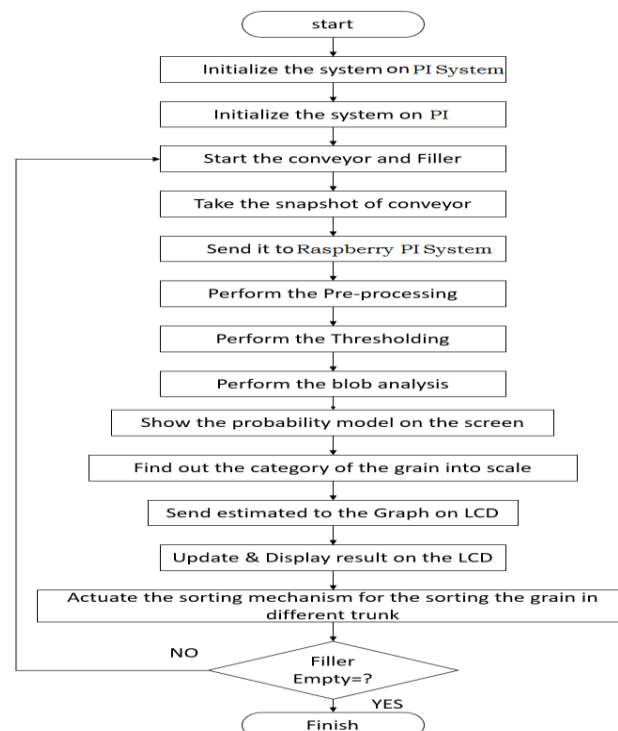 start
Initialize the system on PI System
Initialize the system on PI
Start the conveyor and Filler
Take the snapshot of conveyor
Send it to Raspberry PI System
Perform the Pre-processing
Perform the Thresholding
Perform the blob analysis
Show the probability model on the screen
Find out the category of the grain into scale
Send estimated to the Graph on LCD
Update & Display result on the LCD
Actuate the sorting mechanism for the sorting the grain in
different trunk
NO
Filler
Empty=?
YES
Finish